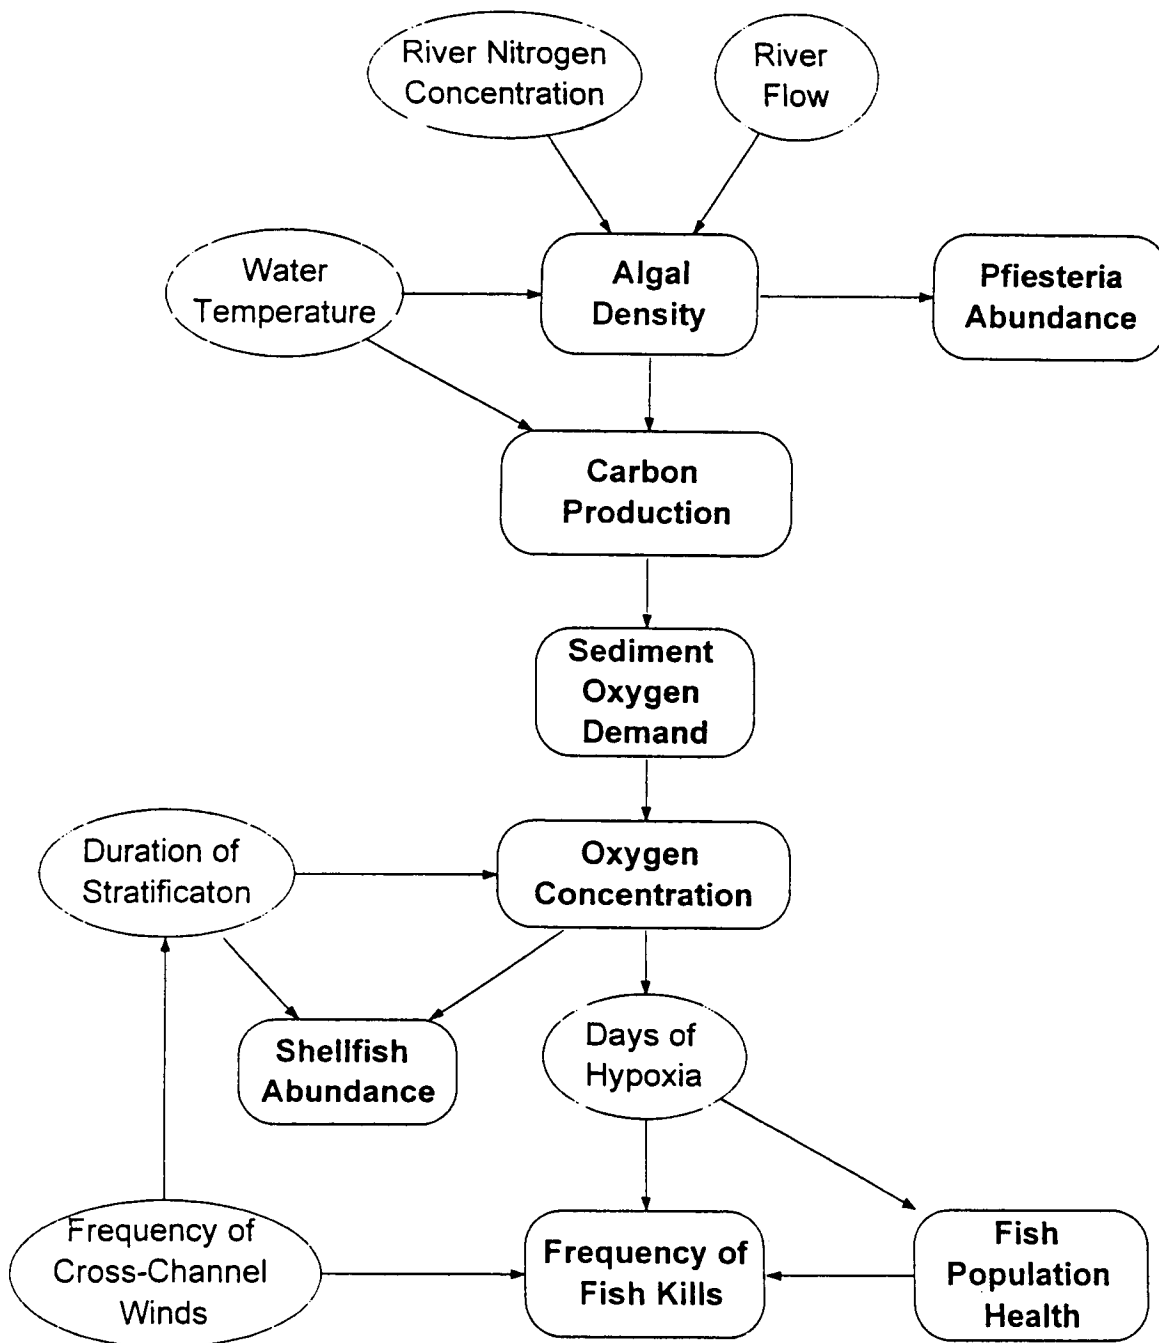 River Nitrogen
Concentration
River
Flow
Water
Temperature
Algal
Density
Pfiesteria
Abundance
Carbon
Production
Sediment
Oxygen
Demand
Duration of
Stratificaton
Oxygen
Concentration
Shellfish
Abundance
Days of
Hypoxia
Frequency of
Cross-Channel
Winds
Frequency of
Fish Kills
Fish
Population
Health